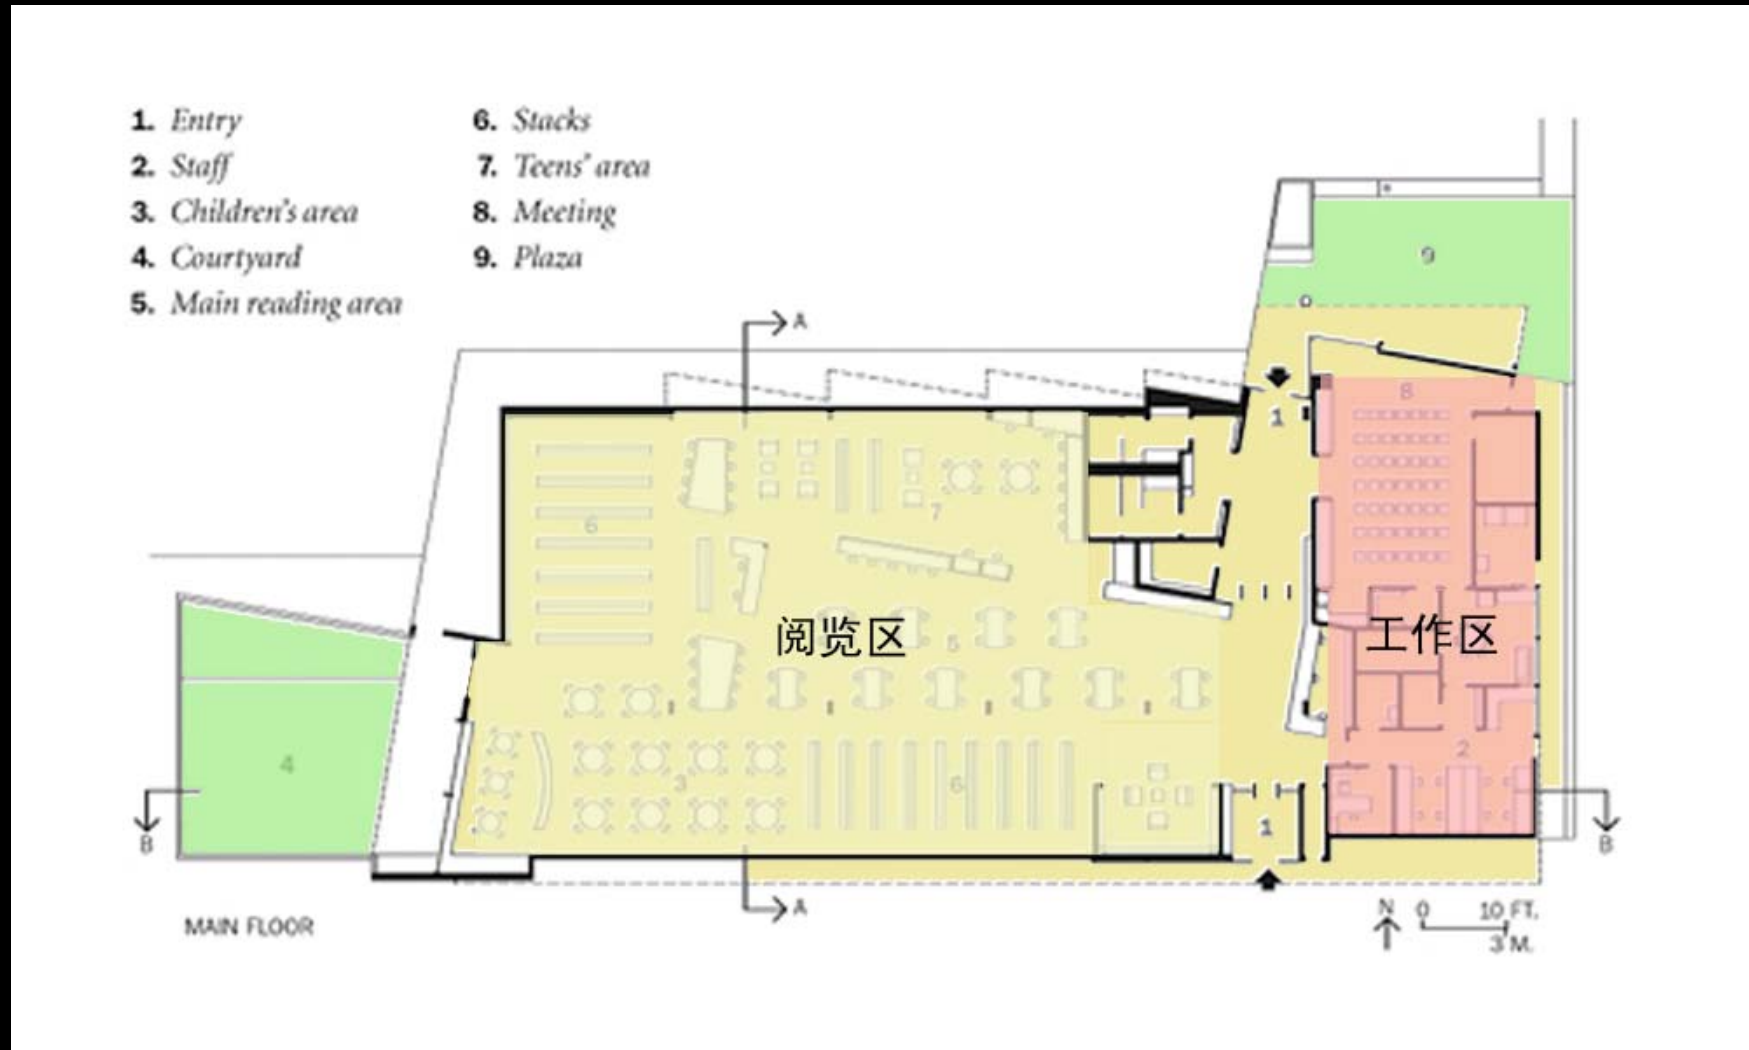 1. Entry
2. Staff
3. Children's area
4. Courtyard
5. Main reading area
6. Stacks
7. Teens' area
8. Meeting
9. Plaza
9
A
8
1
6
7
阅览区
5
工作区
4
3
6
2
1
B
B
A
MAIN FLOOR
N
0 10 FT.
3 M.